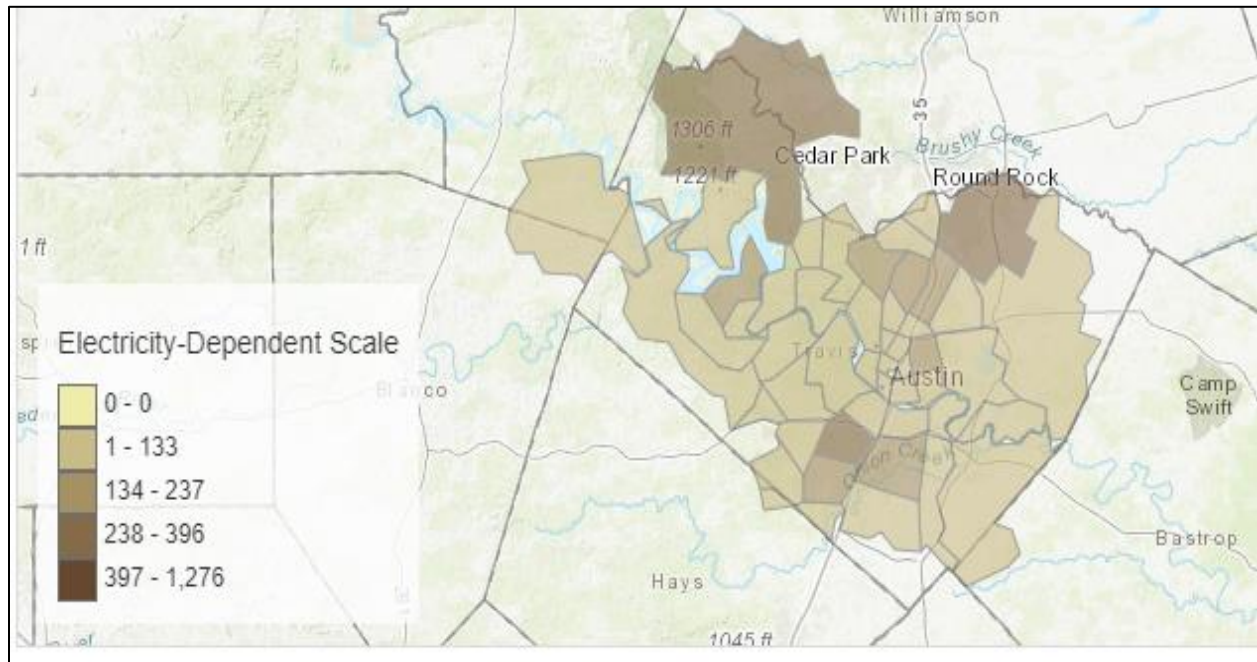 Williamson
35
1306 ft
Cedar Park
Brushy Creek
1221 ft
Round Rock
1 ft
Electricity-Dependent Scale
0 - 0
1 - 133
134 - 237
238 - 396
397 - 1,276
Blanco
Travis
Austin
Camp
Swift
Onion Creek
Bastrop
Hays
1045 ft